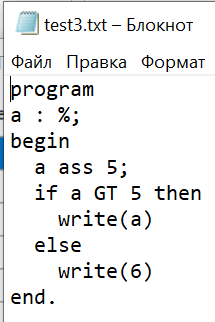 test3.txt – Блокнот
Файл Правка Формат
program
a : %;
begin
  a ass 5;
  if a GT 5 then
    write(a)
  else
    write(6)
end.